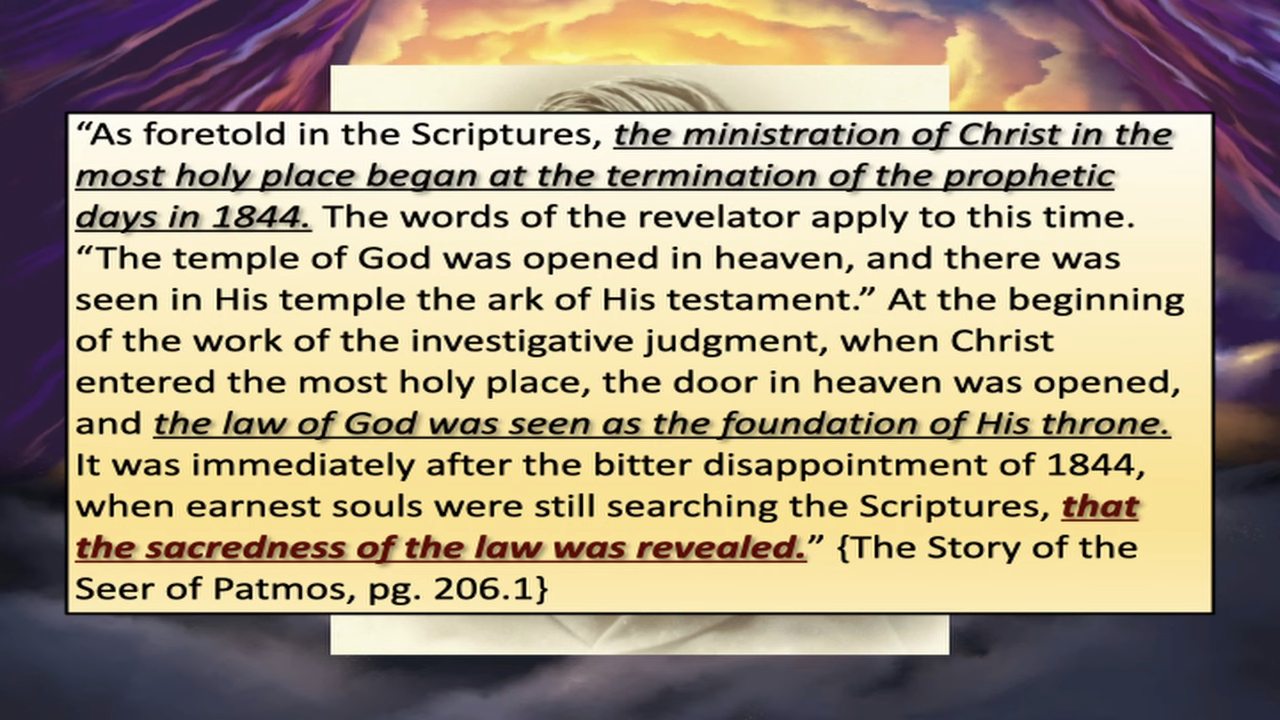 “As foretold in the Scriptures, the ministration of Christ in the
most holy place began at the termination of the prophetic
days in 1844. The words of the revelator apply to this time.
“The temple of God was opened in heaven, and there was
seen in His temple the ark of His testament.” At the beginning
of the work of the investigative judgment, when Christ
entered the most holy place, the door in heaven was opened,
and the law of God was seen as the foundation of His throne.
It was immediately after the bitter disappointment of 1844,
when earnest souls were still searching the Scriptures, that
the sacredness of the law was revealed.” {The Story of the
Seer of Patmos, pg. 206.1}